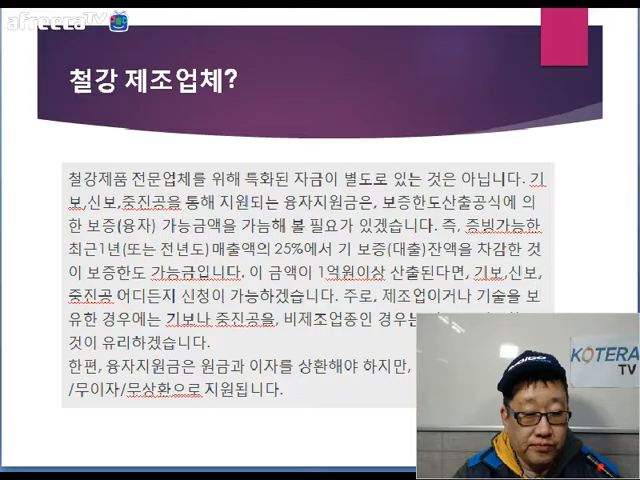 afreecaTV
철강 제조업체?
철강제품 전문업체를 위해 특화된 자금이 별도로 있는 것은 아닙니다. 기
보,신보,중진공을 통해 지원되는 융자지원금은, 보증한도산출공식에 의
한 보증(융자) 가능금액을 가늠해 볼 필요가 있겠습니다. 즉, 증빙가능한
최근1년(또는 전년도)매출액의 25%에서 기 보증(대출)잔액을 차감한 것
이 보증한도 가능금입니다. 이 금액이 1억원이상 산출된다면, 기보,신보,
중진공 어디든지 신청이 가능하겠습니다. 주로, 제조업이거나 기술을 보
유한 경우에는 기보나 중진공을, 비제조업종인 경우는
것이 유리하겠습니다.
한편, 융자지원금은 원금과 이자를 상환해야 하지만,
/무이자/무상환으로 지원됩니다.
KOTERA
TV